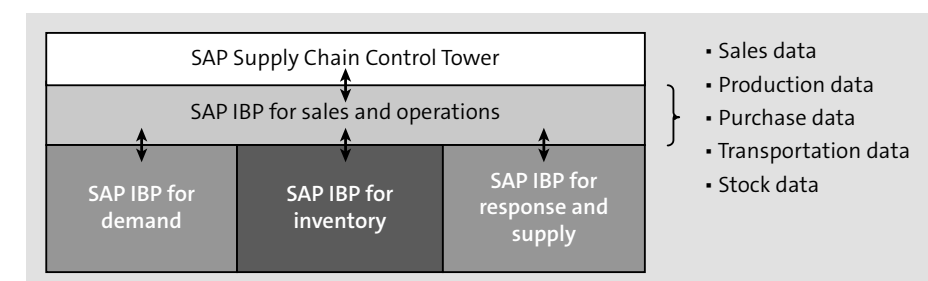 SAP Supply Chain Control Tower
SAP IBP for sales and operations
SAP IBP for
demand
SAP IBP for
inventory
SAP IBP for
response and
supply
▪ Sales data
▪ Production data
▪ Purchase data
▪ Transportation data
▪ Stock data